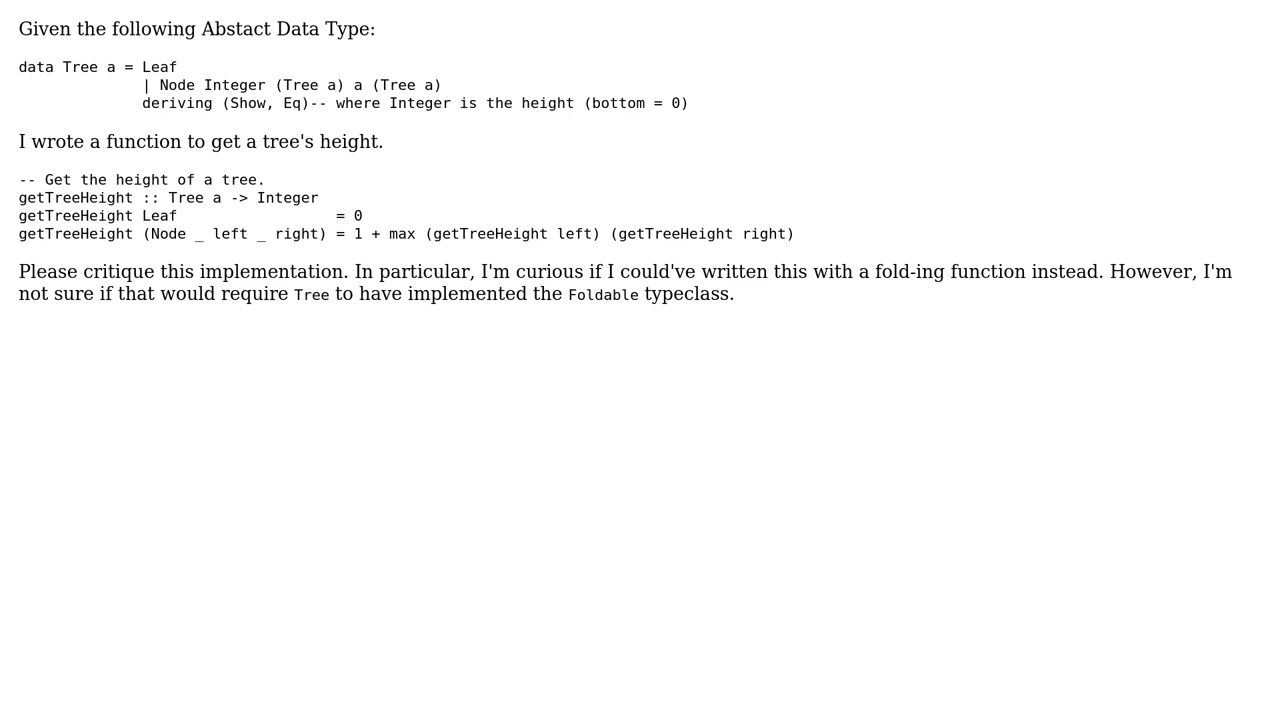 Given the following Abstact Data Type:
data Tree a = Leaf
              | Node Integer (Tree a) a (Tree a)
              deriving (Show, Eq)-- where Integer is the height (bottom = 0)
I wrote a function to get a tree's height.
-- Get the height of a tree.
getTreeHeight :: Tree a -> Integer
getTreeHeight Leaf                  = 0
getTreeHeight (Node _ left _ right) = 1 + max (getTreeHeight left) (getTreeHeight right)
Please critique this implementation. In particular, I'm curious if I could've written this with a fold-ing function instead. However, I'm
not sure if that would require Tree to have implemented the Foldable typeclass.